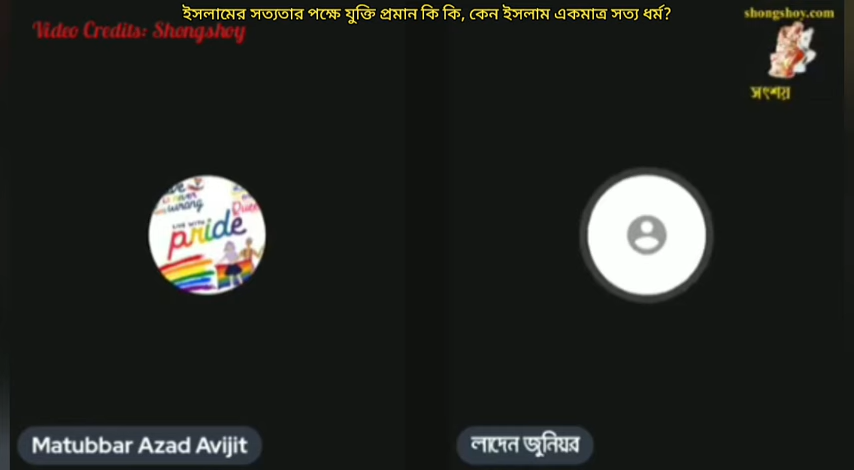 ইসলামের সত্যতার পক্ষে যুক্তি প্রমান কি কি, কেন ইসলাম একমাত্র সত্য ধর্ম?
Video Credits: Shongshoy
shongshoy.com
সংশয়
pride
Matubbar Azad Avijit
লাদেন জুনিয়র